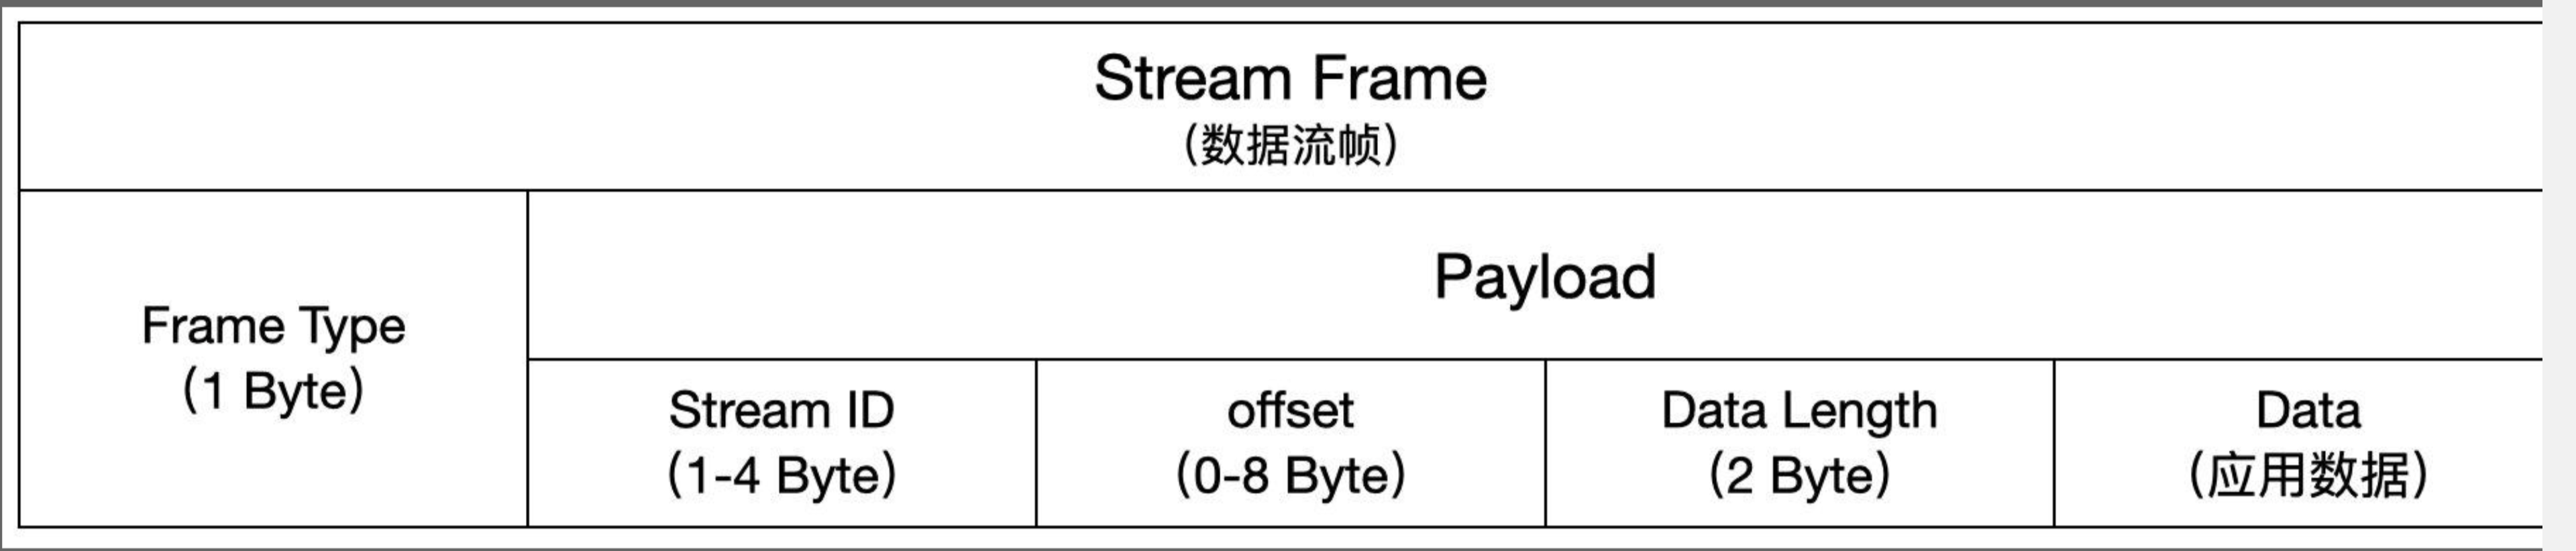 Stream Frame
(数据流帧)
Payload
Frame Type
(1 Byte)
Stream ID
(1-4 Byte)
offset
(0-8 Byte)
Data Length
(2 Byte)
Data
(应用数据)